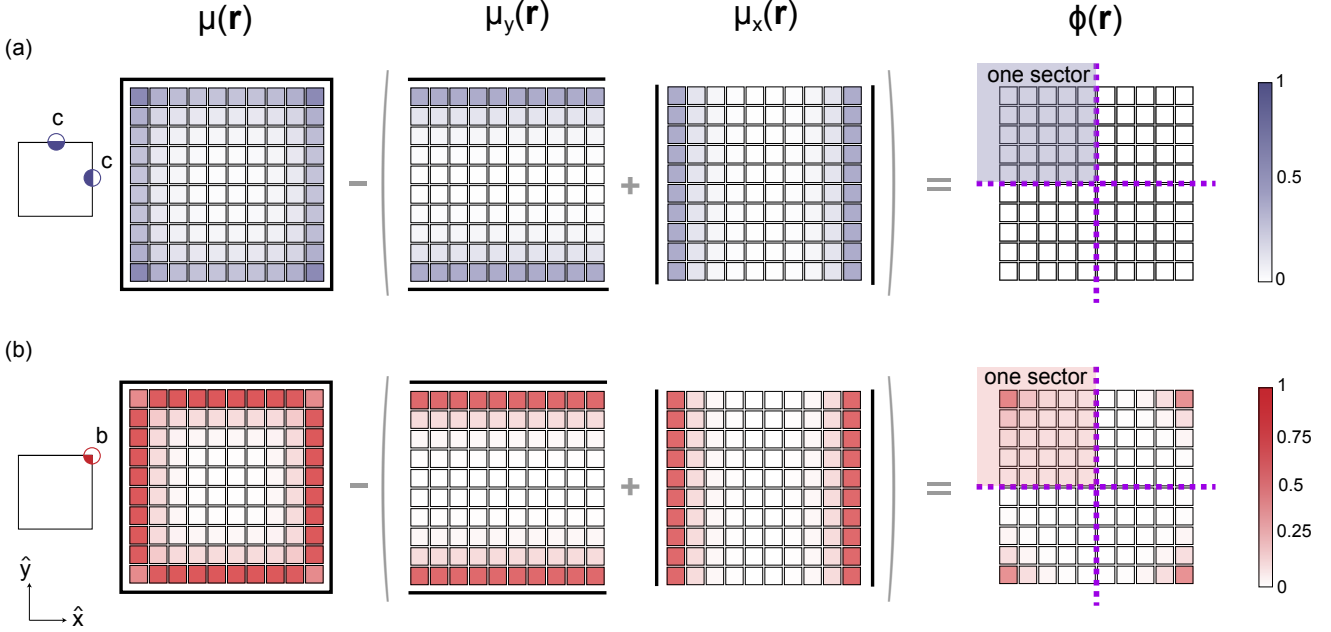 μ(r) μy(r) μx(r) ϕ(r)
(a)
c
c
− + =
one sector
1
0.5
0
(b)
b
− + =
one sector
1
0.75
0.5
0.25
0
ŷ
x̂